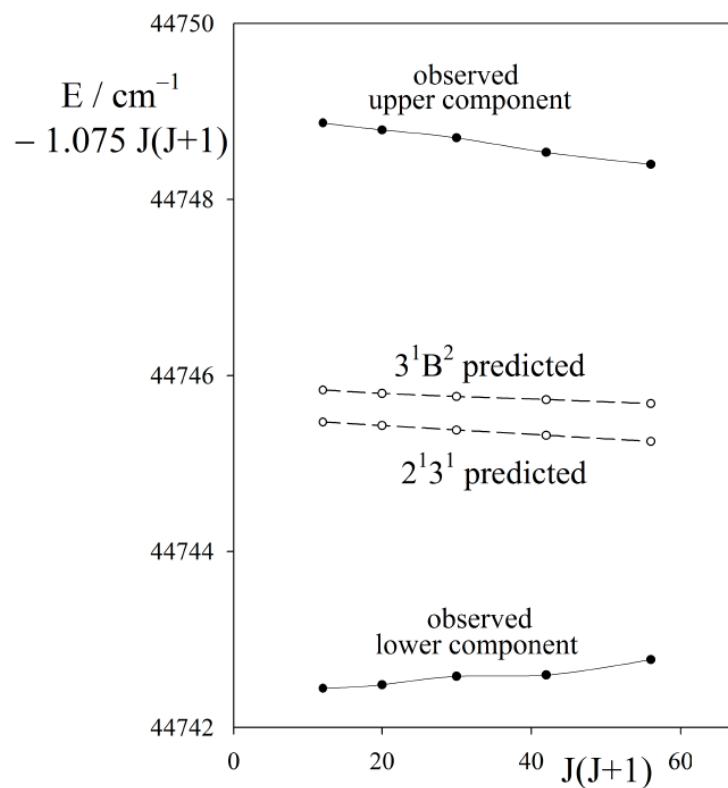 44750
E / cm⁻¹
− 1.075 J(J+1)
observed
upper component
44748
44746
3¹B² predicted
2¹3¹ predicted
44744
observed
lower component
44742
0
20
40
60
J(J+1)